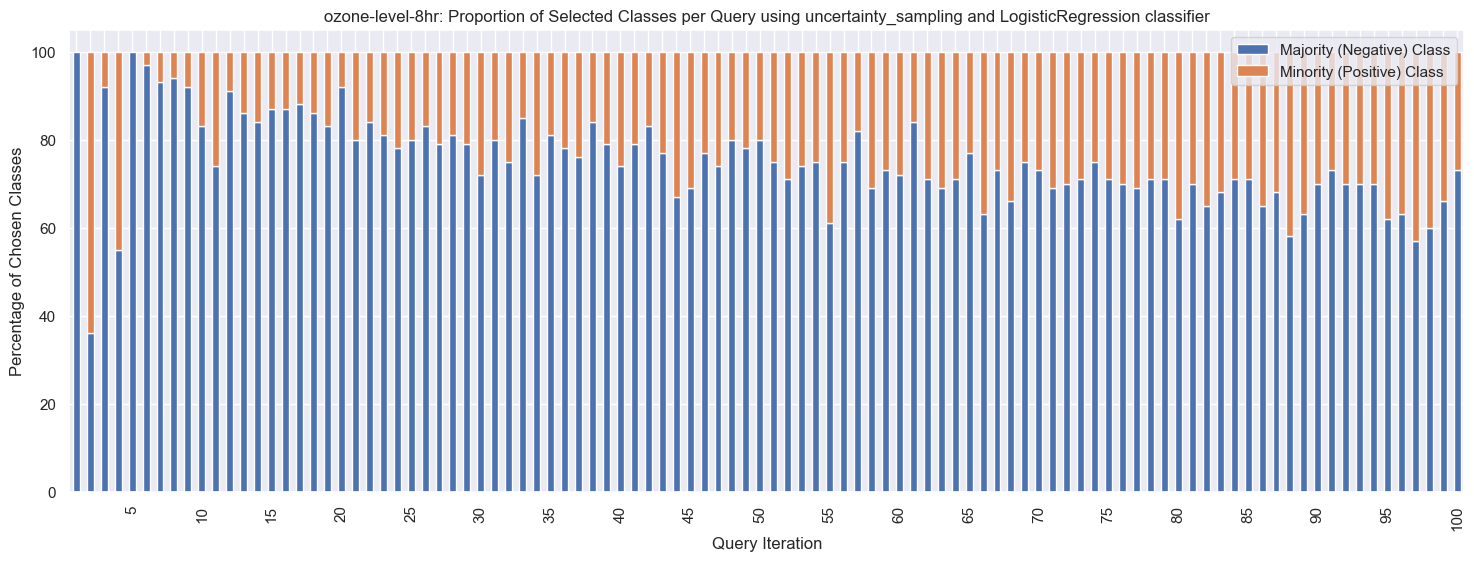 ozone-level-8hr: Proportion of Selected Classes per Query using uncertainty_sampling and LogisticRegression classifier
Majority (Negative) Class
Minority (Positive) Class
Percentage of Chosen Classes
100
80
60
40
20
0
5 10 15 20 25 30 35 40 45 50 55 60 65 70 75 80 85 90 95 100
Query Iteration